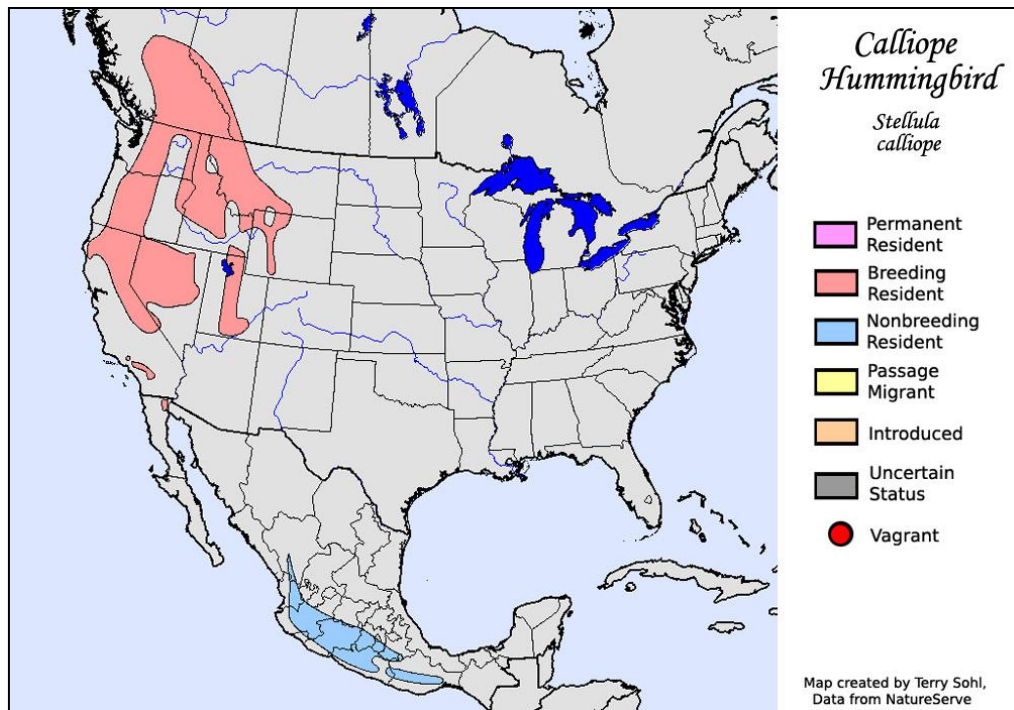 Calliope
Hummingbird
Stellula
calliope
Permanent
Resident
Breeding
Resident
Nonbreeding
Resident
Passage
Migrant
Introduced
Uncertain
Status
Vagrant
Map created by Terry Sohl,
Data from NatureServe